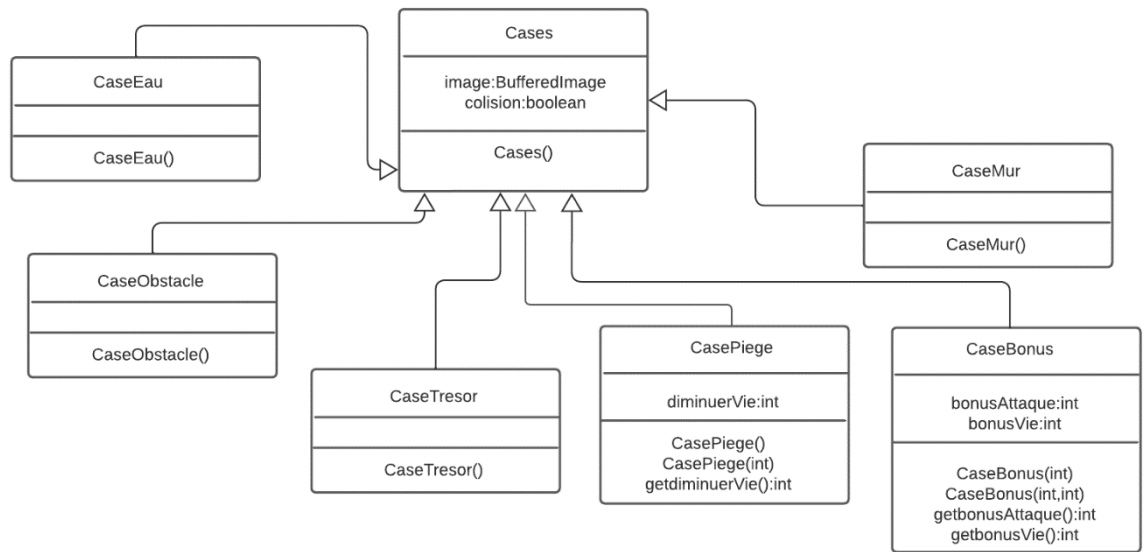 Cases
image:BufferedImage
colision:boolean
Cases()
CaseEau
CaseEau()
CaseMur
CaseMur()
CaseObstacle
CaseObstacle()
CaseTresor
CaseTresor()
CasePiege
diminuerVie:int
CasePiege()
CasePiege(int)
getdiminuerVie():int
CaseBonus
bonusAttaque:int
bonusVie:int
CaseBonus(int)
CaseBonus(int,int)
getbonusAttaque():int
getbonusVie():int